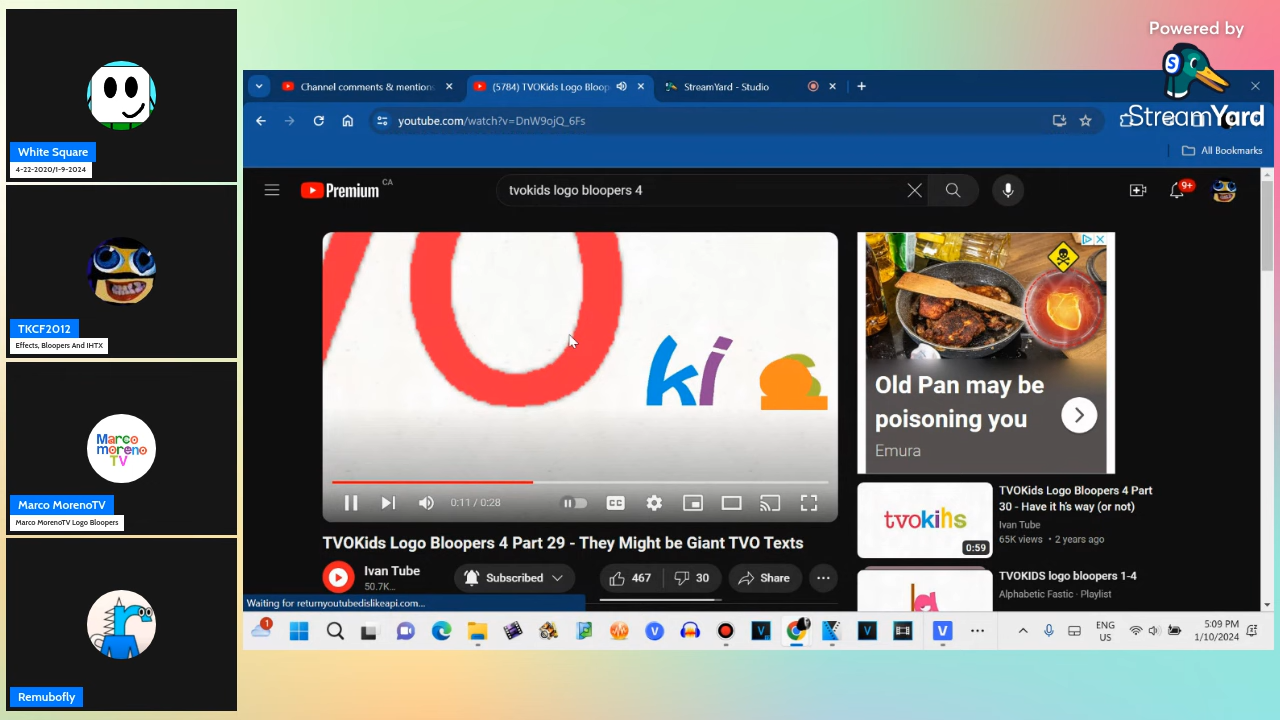 Powered by
StreamYard
White Square
4-22-2020/1-9-2024
TKCF2012
Effects, Bloopers And IHTX
Marco
moreno
TV
Marco MorenoTV
Marco MorenoTV Logo Bloopers
Remubofly
Channel comments & mentions
(5784) TVOKids Logo Bloop
StreamYard - Studio
youtube.com/watch?v=DnW9ojQ_6Fs
All Bookmarks
Premium CA
tvokids logo bloopers 4
9+
O
ki
0:11 / 0:28
CC
Old Pan may be
poisoning you
Emura
TVOKids Logo Bloopers 4 Part 29 - They Might be Giant TVO Texts
Ivan Tube
50.7K...
Subscribed
467
30
Share
tvokihs
0:59
TVOKids Logo Bloopers 4 Part
30 - Have it h's way (or not)
Ivan Tube
65K views • 2 years ago
TVOKIDS logo bloopers 1-4
Alphabetic Fastic · Playlist
Waiting for returnyoutubedislikeapi.com...
1
ENG
US
5:09 PM
1/10/2024